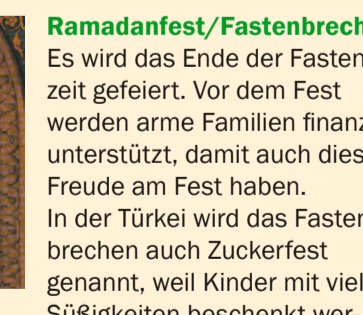 Ramadanfest/Fastenbrech
Es wird das Ende der Fasten
zeit gefeiert. Vor dem Fest
werden arme Familien finanz
unterstützt, damit auch dies
Freude am Fest haben.
In der Türkei wird das Fasten
brechen auch Zuckerfest
genannt, weil Kinder mit viel
Süßigkeiten beschenkt wer